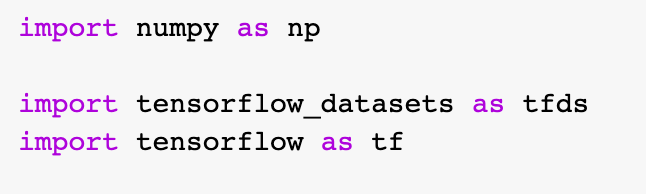 import numpy as np
import tensorflow_datasets as tfds
import tensorflow as tf